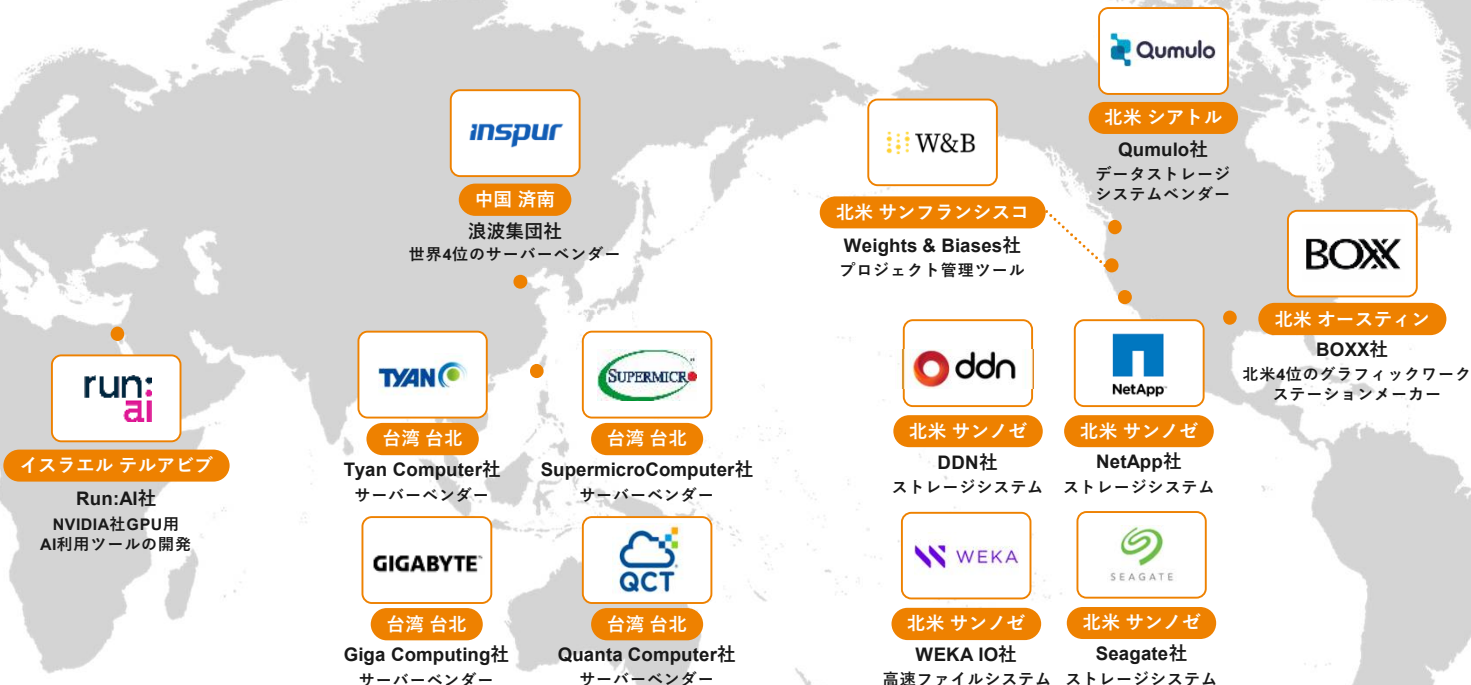 Qumulo
北米 シアトル
Qumulo社
データストレージ
システムベンダー
inspur
中国 済南
浪波集団社
世界4位のサーバーベンダー
W&B
北米 サンフランシスコ
Weights & Biases社
プロジェクト管理ツール
BOXX
北米 オースティン
BOXX社
北米4位のグラフィックワーク
ステーションメーカー
run:
ai
イスラエル テルアビブ
Run:AI社
NVIDIA社GPU用
AI利用ツールの開発
TYAN
台湾 台北
Tyan Computer社
サーバーベンダー
SUPERMICRO
台湾 台北
SupermicroComputer社
サーバーベンダー
ddn
北米 サンノゼ
DDN社
ストレージシステム
NetApp
北米 サンノゼ
NetApp社
ストレージシステム
GIGABYTE™
台湾 台北
Giga Computing社
サーバーベンダー
QCT
台湾 台北
Quanta Computer社
サーバーベンダー
WEKA
北米 サンノゼ
WEKA IO社
高速ファイルシステム
SEAGATE
北米 サンノゼ
Seagate社
ストレージシステム